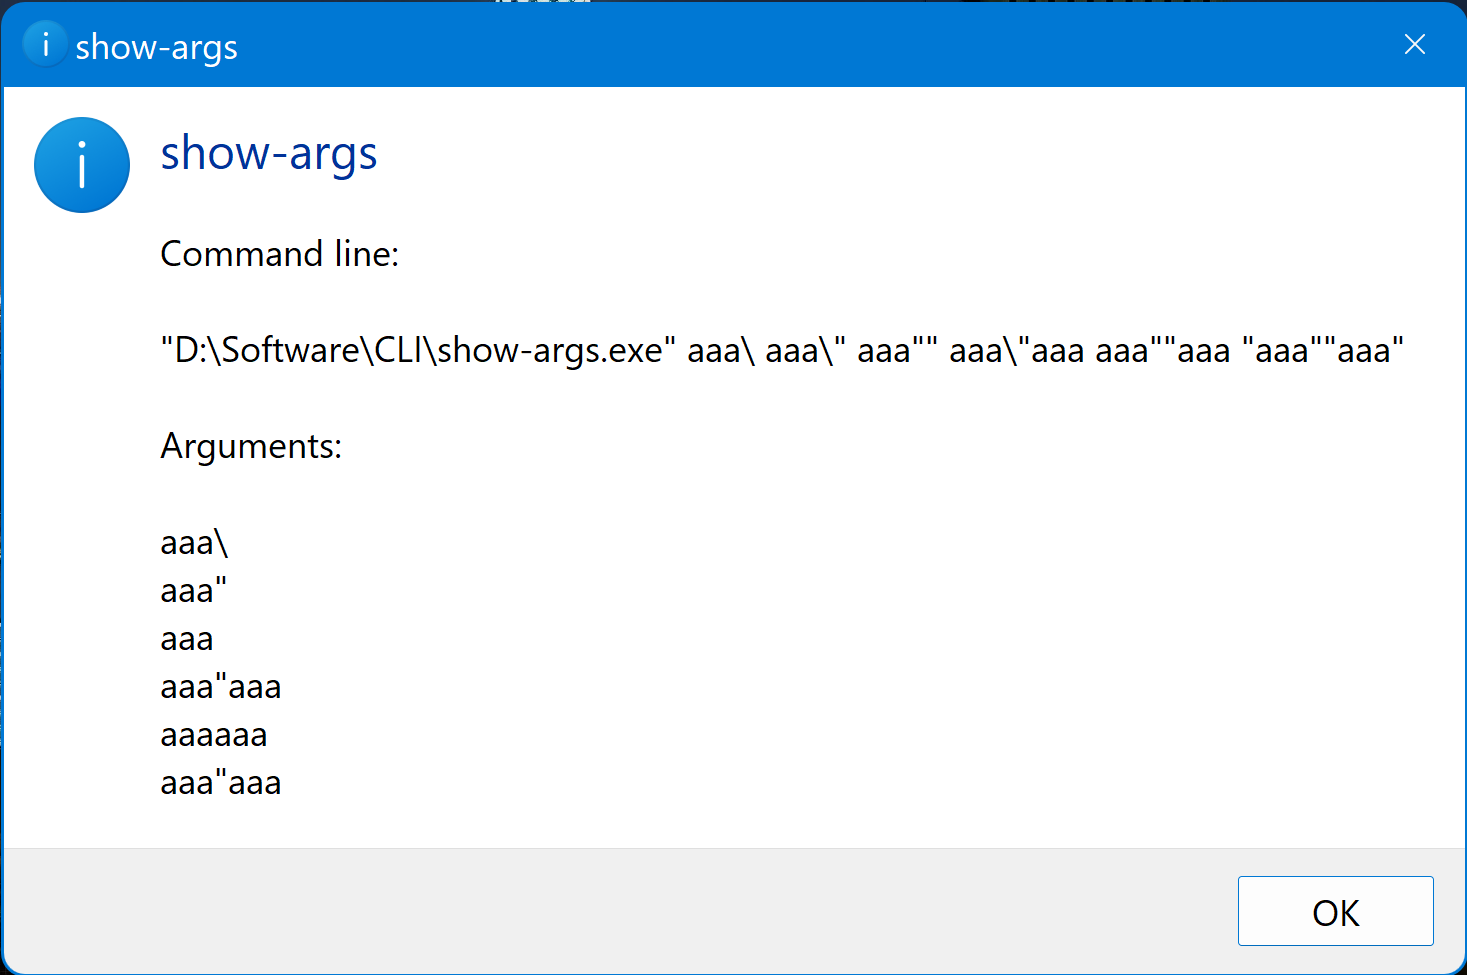 show-args
show-args
Command line:
"D:\Software\CLI\show-args.exe" aaa\ aaa\" aaa"" aaa\"aaa aaa""aaa "aaa""aaa"
Arguments:
aaa\
aaa"
aaa
aaa"aaa
aaaaaa
aaa"aaa
OK